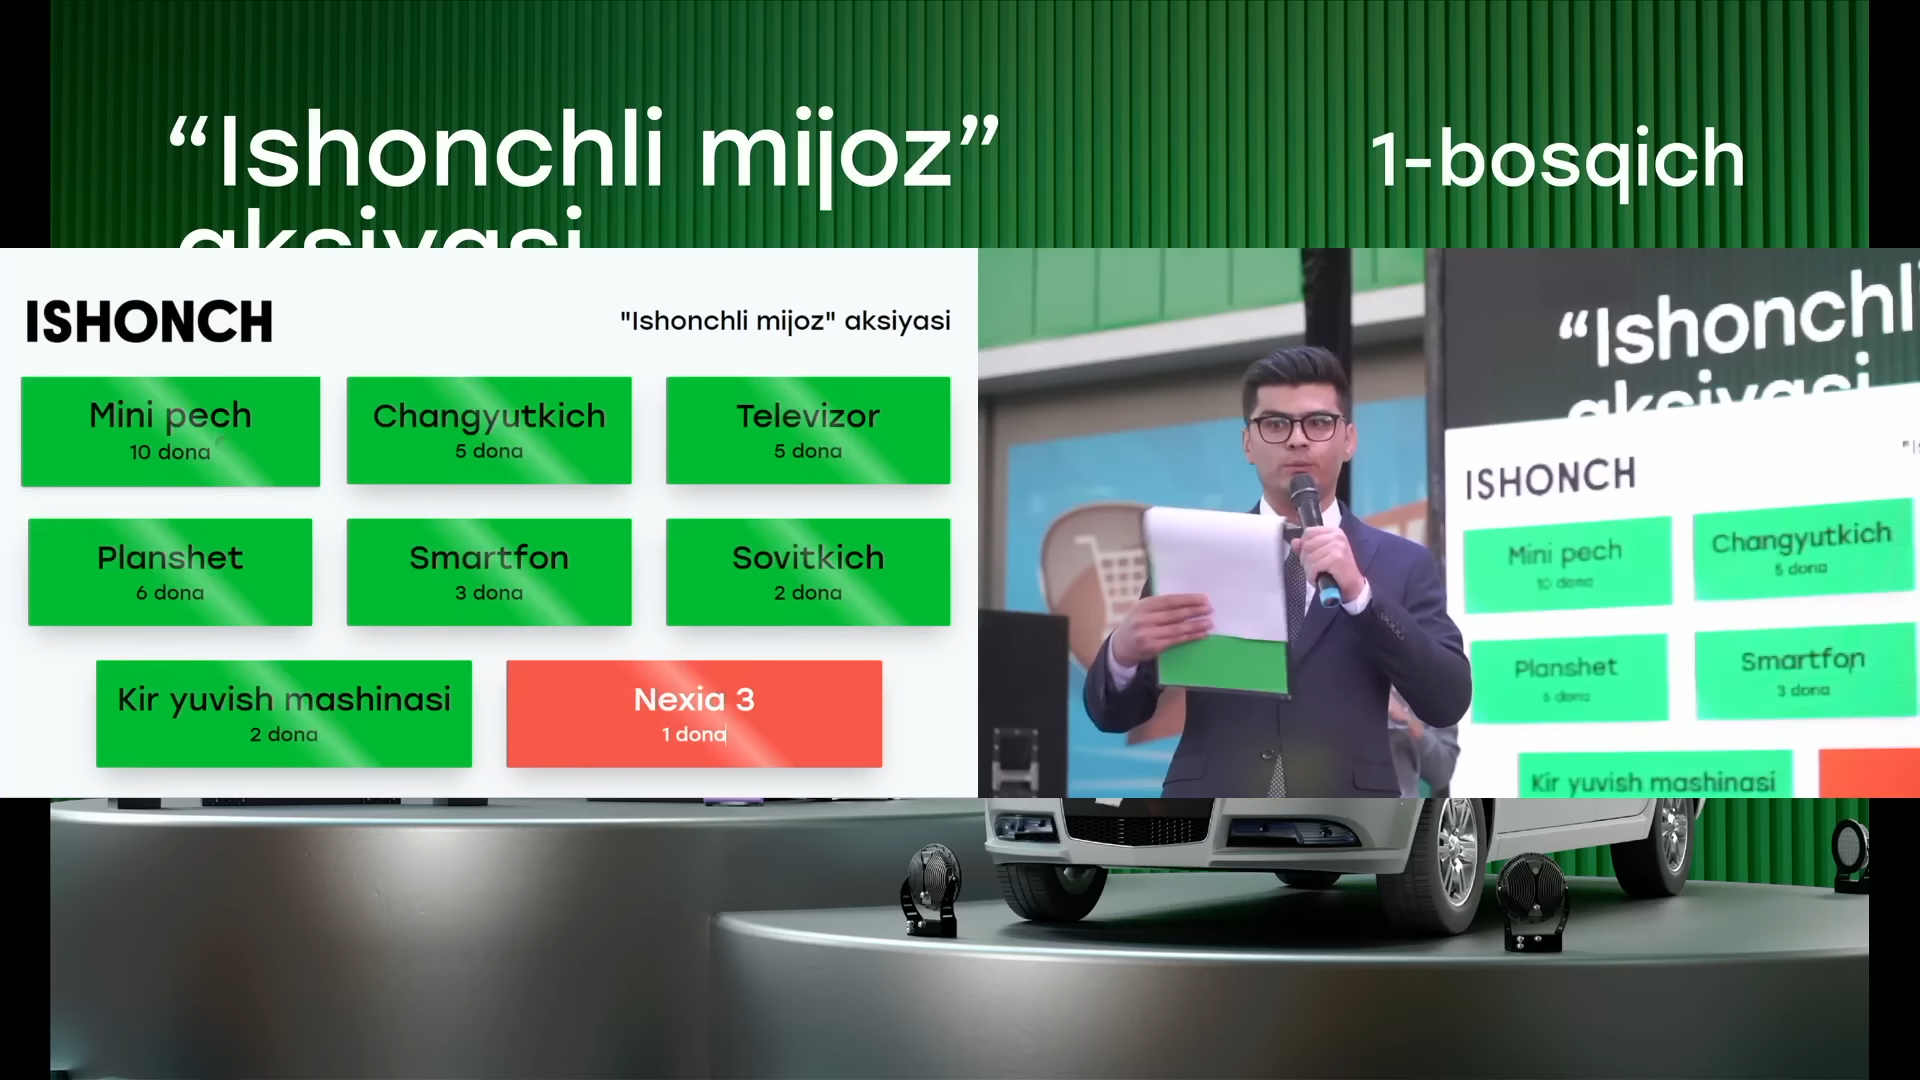 “Ishonchli mijoz”
aksiyasi
1-bosqich
ISHONCH
"Ishonchli mijoz" aksiyasi
Mini pech
10 dona
Changyutkich
5 dona
Televizor
5 dona
Planshet
6 dona
Smartfon
3 dona
Sovitkich
2 dona
Kir yuvish mashinasi
2 dona
Nexia 3
1 dona
“Ishonchli
aksiyasi
ISHONCH
Mini pech
10 dona
Changyutkich
5 dona
Planshet
6 dona
Smartfon
3 dona
Kir yuvish mashinasi